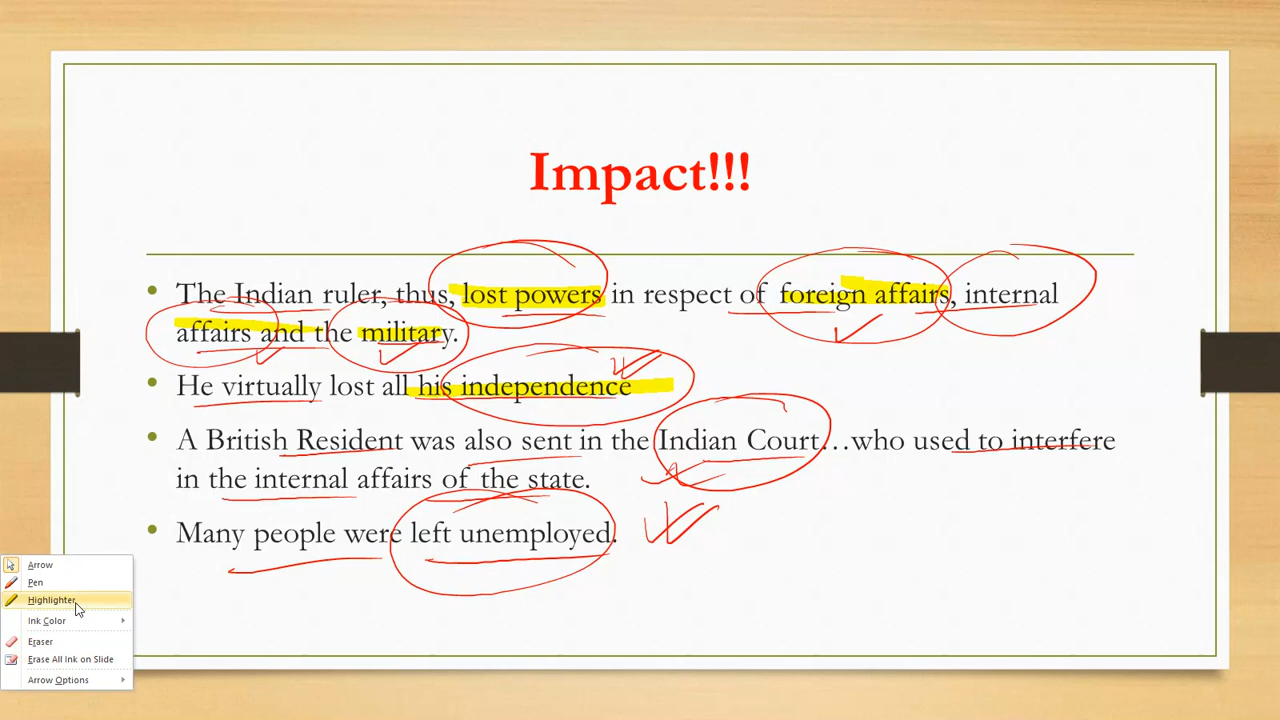 Impact!!!
• The Indian ruler, thus, lost powers in respect of foreign affairs, internal
affairs and the military.
• He virtually lost all his independence
• A British Resident was also sent in the Indian Court…who used to interfere
in the internal affairs of the state.
• Many people were left unemployed.
Arrow
Pen
Highlighter
Ink Color
Eraser
Erase All Ink on Slide
Arrow Options